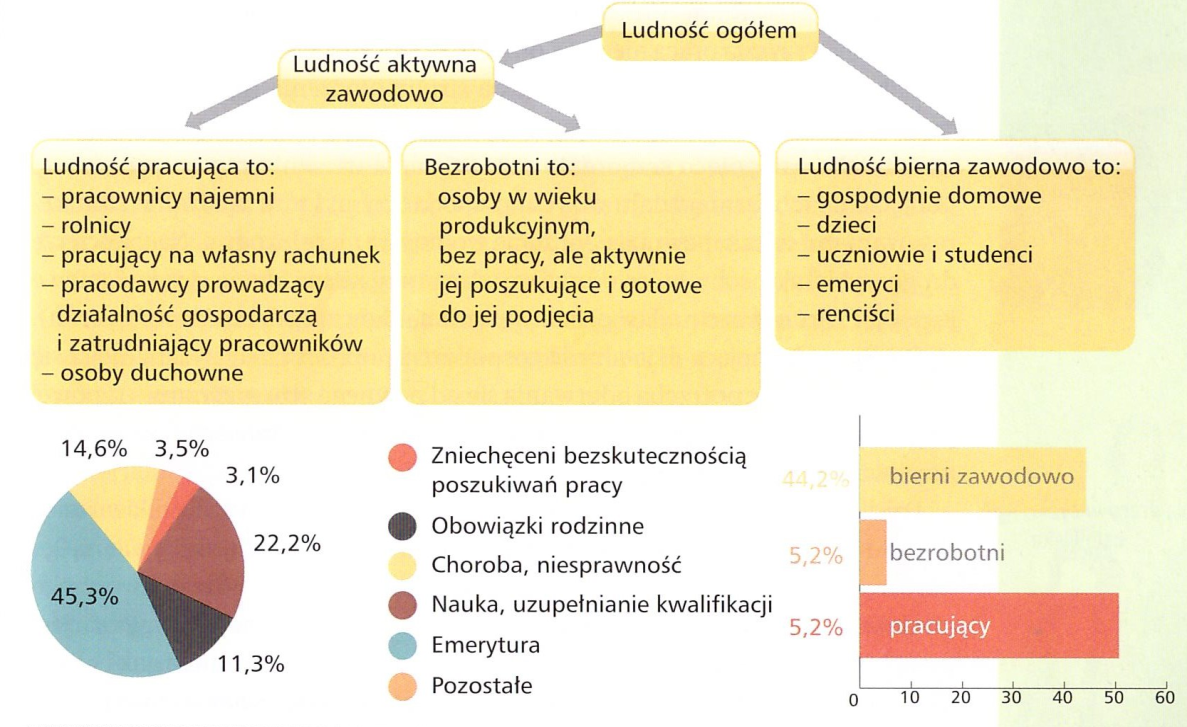 Ludność ogółem
Ludność aktywna
zawodowo
Ludność pracująca to:
– pracownicy najemni
– rolnicy
– pracujący na własny rachunek
– pracodawcy prowadzący
działalność gospodarczą
i zatrudniający pracowników
– osoby duchowne
Bezrobotni to:
osoby w wieku
produkcyjnym,
bez pracy, ale aktywnie
jej poszukujące i gotowe
do jej podjęcia
Ludność bierna zawodowo to:
– gospodynie domowe
– dzieci
– uczniowie i studenci
– emeryci
– renciści
14,6%
3,5%
3,1%
22,2%
45,3%
11,3%
Zniechęceni bezskutecznością
poszukiwań pracy
Obowiązki rodzinne
Choroba, niesprawność
Nauka, uzupełnianie kwalifikacji
Emerytura
Pozostałe
44,2% bierni zawodowo
5,2% bezrobotni
5,2% pracujący
0 10 20 30 40 50 60